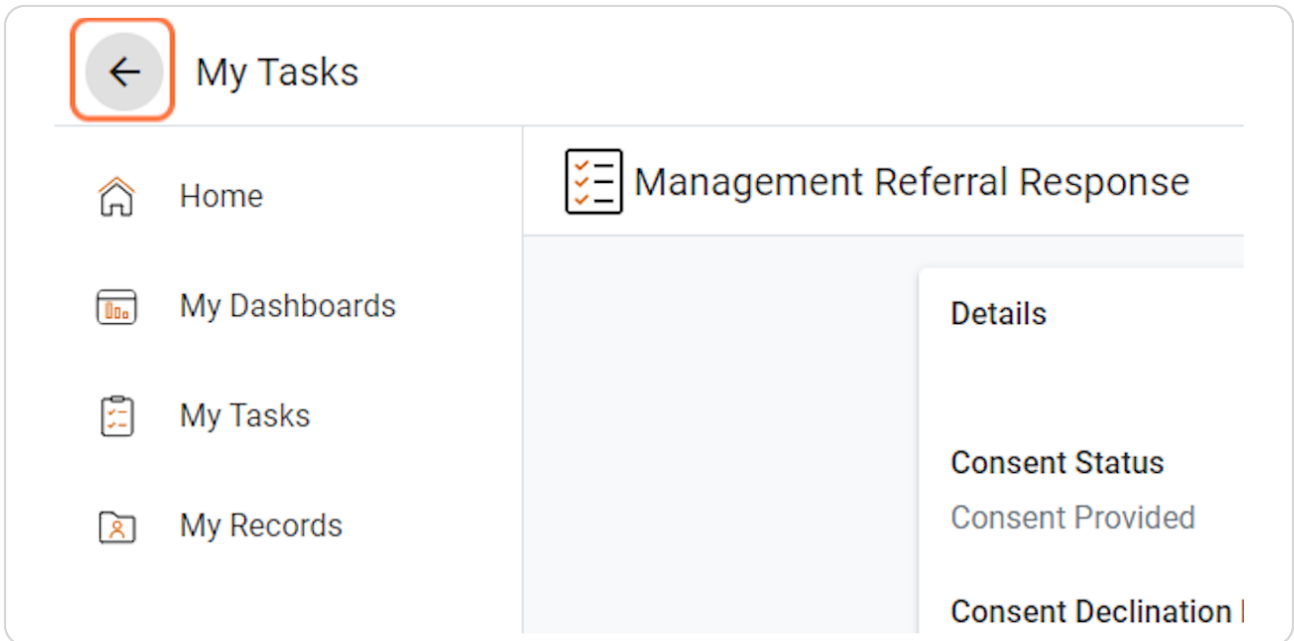 My Tasks
Home
My Dashboards
My Tasks
My Records
Management Referral Response
Details
Consent Status
Consent Provided
Consent Declination